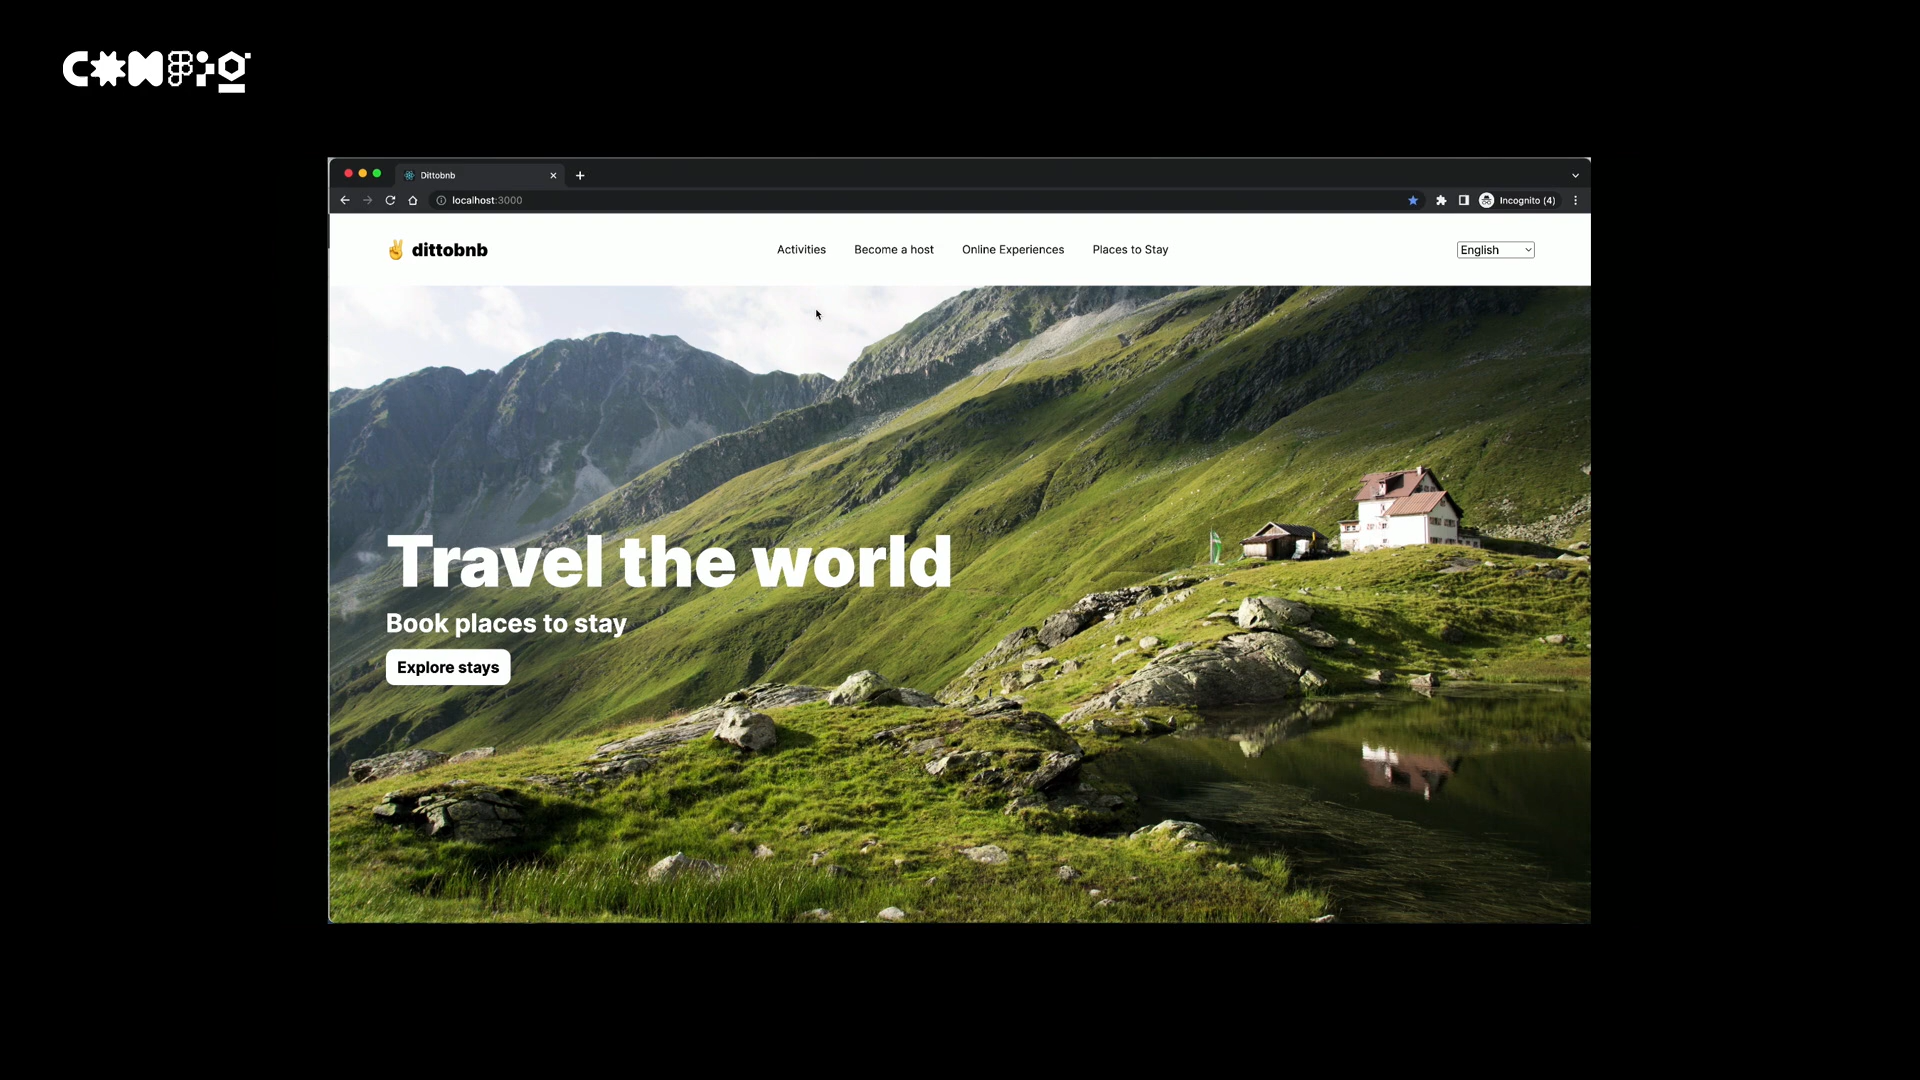 CONFIG
Dittobnb
localhost:3000
Incognito (4)
dittobnb
Activities
Become a host
Online Experiences
Places to Stay
English
Travel the world
Book places to stay
Explore stays